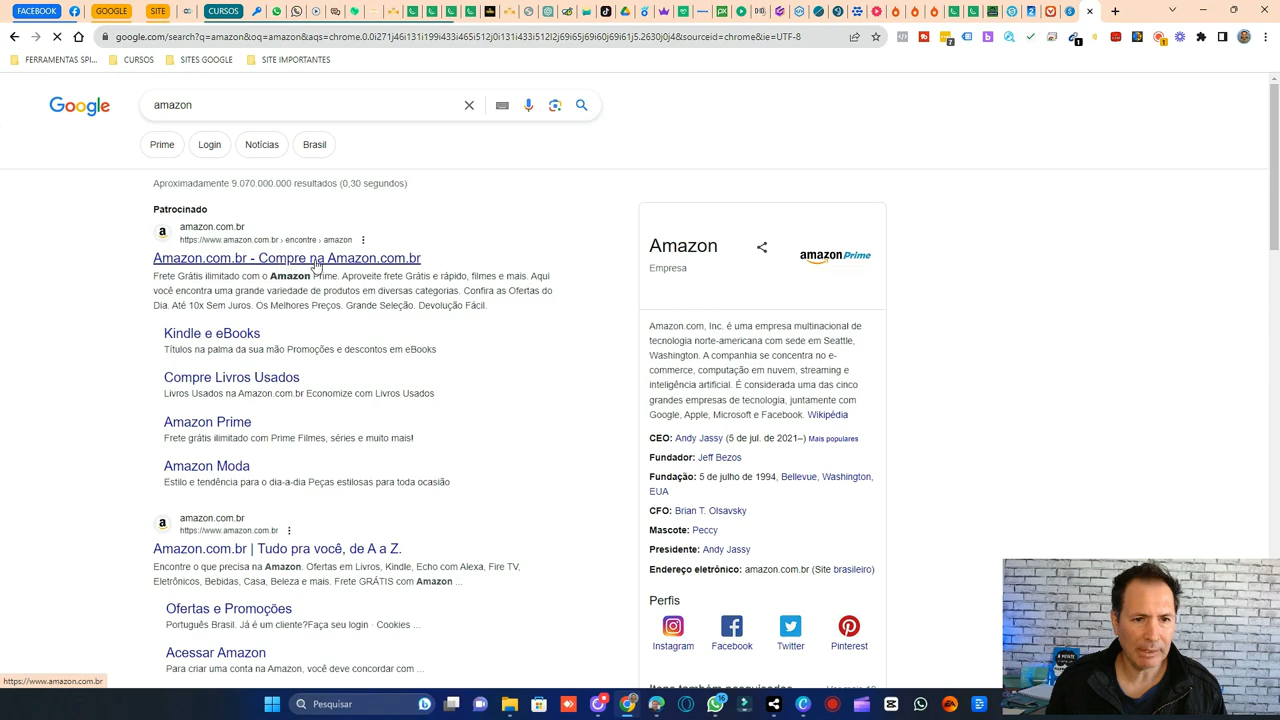 FACEBOOK
GOOGLE
SITE
CURSOS
google.com/search?q=amazon&oq=amazon&aqs=chrome.0.0i271j46i131i199i433i465i512j0i131i433i512l2j69i65j69i60j69i61j5.2630j0j4&sourceid=chrome&ie=UTF-8
FERRAMENTAS SPI...
CURSOS
SITES GOOGLE
SITE IMPORTANTES
Google
amazon
Prime
Login
Notícias
Brasil
Aproximadamente 9.070.000.000 resultados (0,30 segundos)
Patrocinado
amazon.com.br
https://www.amazon.com.br › encontre › amazon
Amazon.com.br - Compre na Amazon.com.br
Frete Grátis ilimitado com o Amazon Prime. Aproveite frete Grátis e rápido, filmes e mais. Aqui
você encontra uma grande variedade de produtos em diversas categorias. Confira as Ofertas do
Dia. Até 10x Sem Juros. Os Melhores Preços. Grande Seleção. Devolução Fácil.
Kindle e eBooks
Títulos na palma da sua mão Promoções e descontos em eBooks
Compre Livros Usados
Livros Usados na Amazon.com.br Economize com Livros Usados
Amazon Prime
Frete grátis ilimitado com Prime Filmes, séries e muito mais!
Amazon Moda
Estilo e tendência para o dia-a-dia Peças estilosas para toda ocasião
amazon.com.br
https://www.amazon.com.br
Amazon.com.br | Tudo pra você, de A a Z.
Encontre o que precisa na Amazon. Ofertas em Livros, Kindle, Echo com Alexa, Fire TV,
Eletrônicos, Bebidas, Casa, Beleza e mais. Frete GRÁTIS com Amazon ...
Ofertas e Promoções
Português Brasil. Já é um cliente?Faça seu login · Cookies ...
Acessar Amazon
Para criar uma conta na Amazon, você deve concordar com ...
https://www.amazon.com.br
Amazon
Empresa
amazonPrime
Amazon.com, Inc. é uma empresa multinacional de
tecnologia norte-americana com sede em Seattle,
Washington. A companhia se concentra no e-
commerce, computação em nuvem, streaming e
inteligência artificial. É considerada uma das cinco
grandes empresas de tecnologia, juntamente com
Google, Apple, Microsoft e Facebook. Wikipédia
CEO: Andy Jassy (5 de jul. de 2021–) Mais populares
Fundador: Jeff Bezos
Fundação: 5 de julho de 1994, Bellevue, Washington,
EUA
CFO: Brian T. Olsavsky
Mascote: Peccy
Presidente: Andy Jassy
Endereço eletrônico: amazon.com.br (Site brasileiro)
Perfis
Instagram
Facebook
Twitter
Pinterest
Pesquisar
16